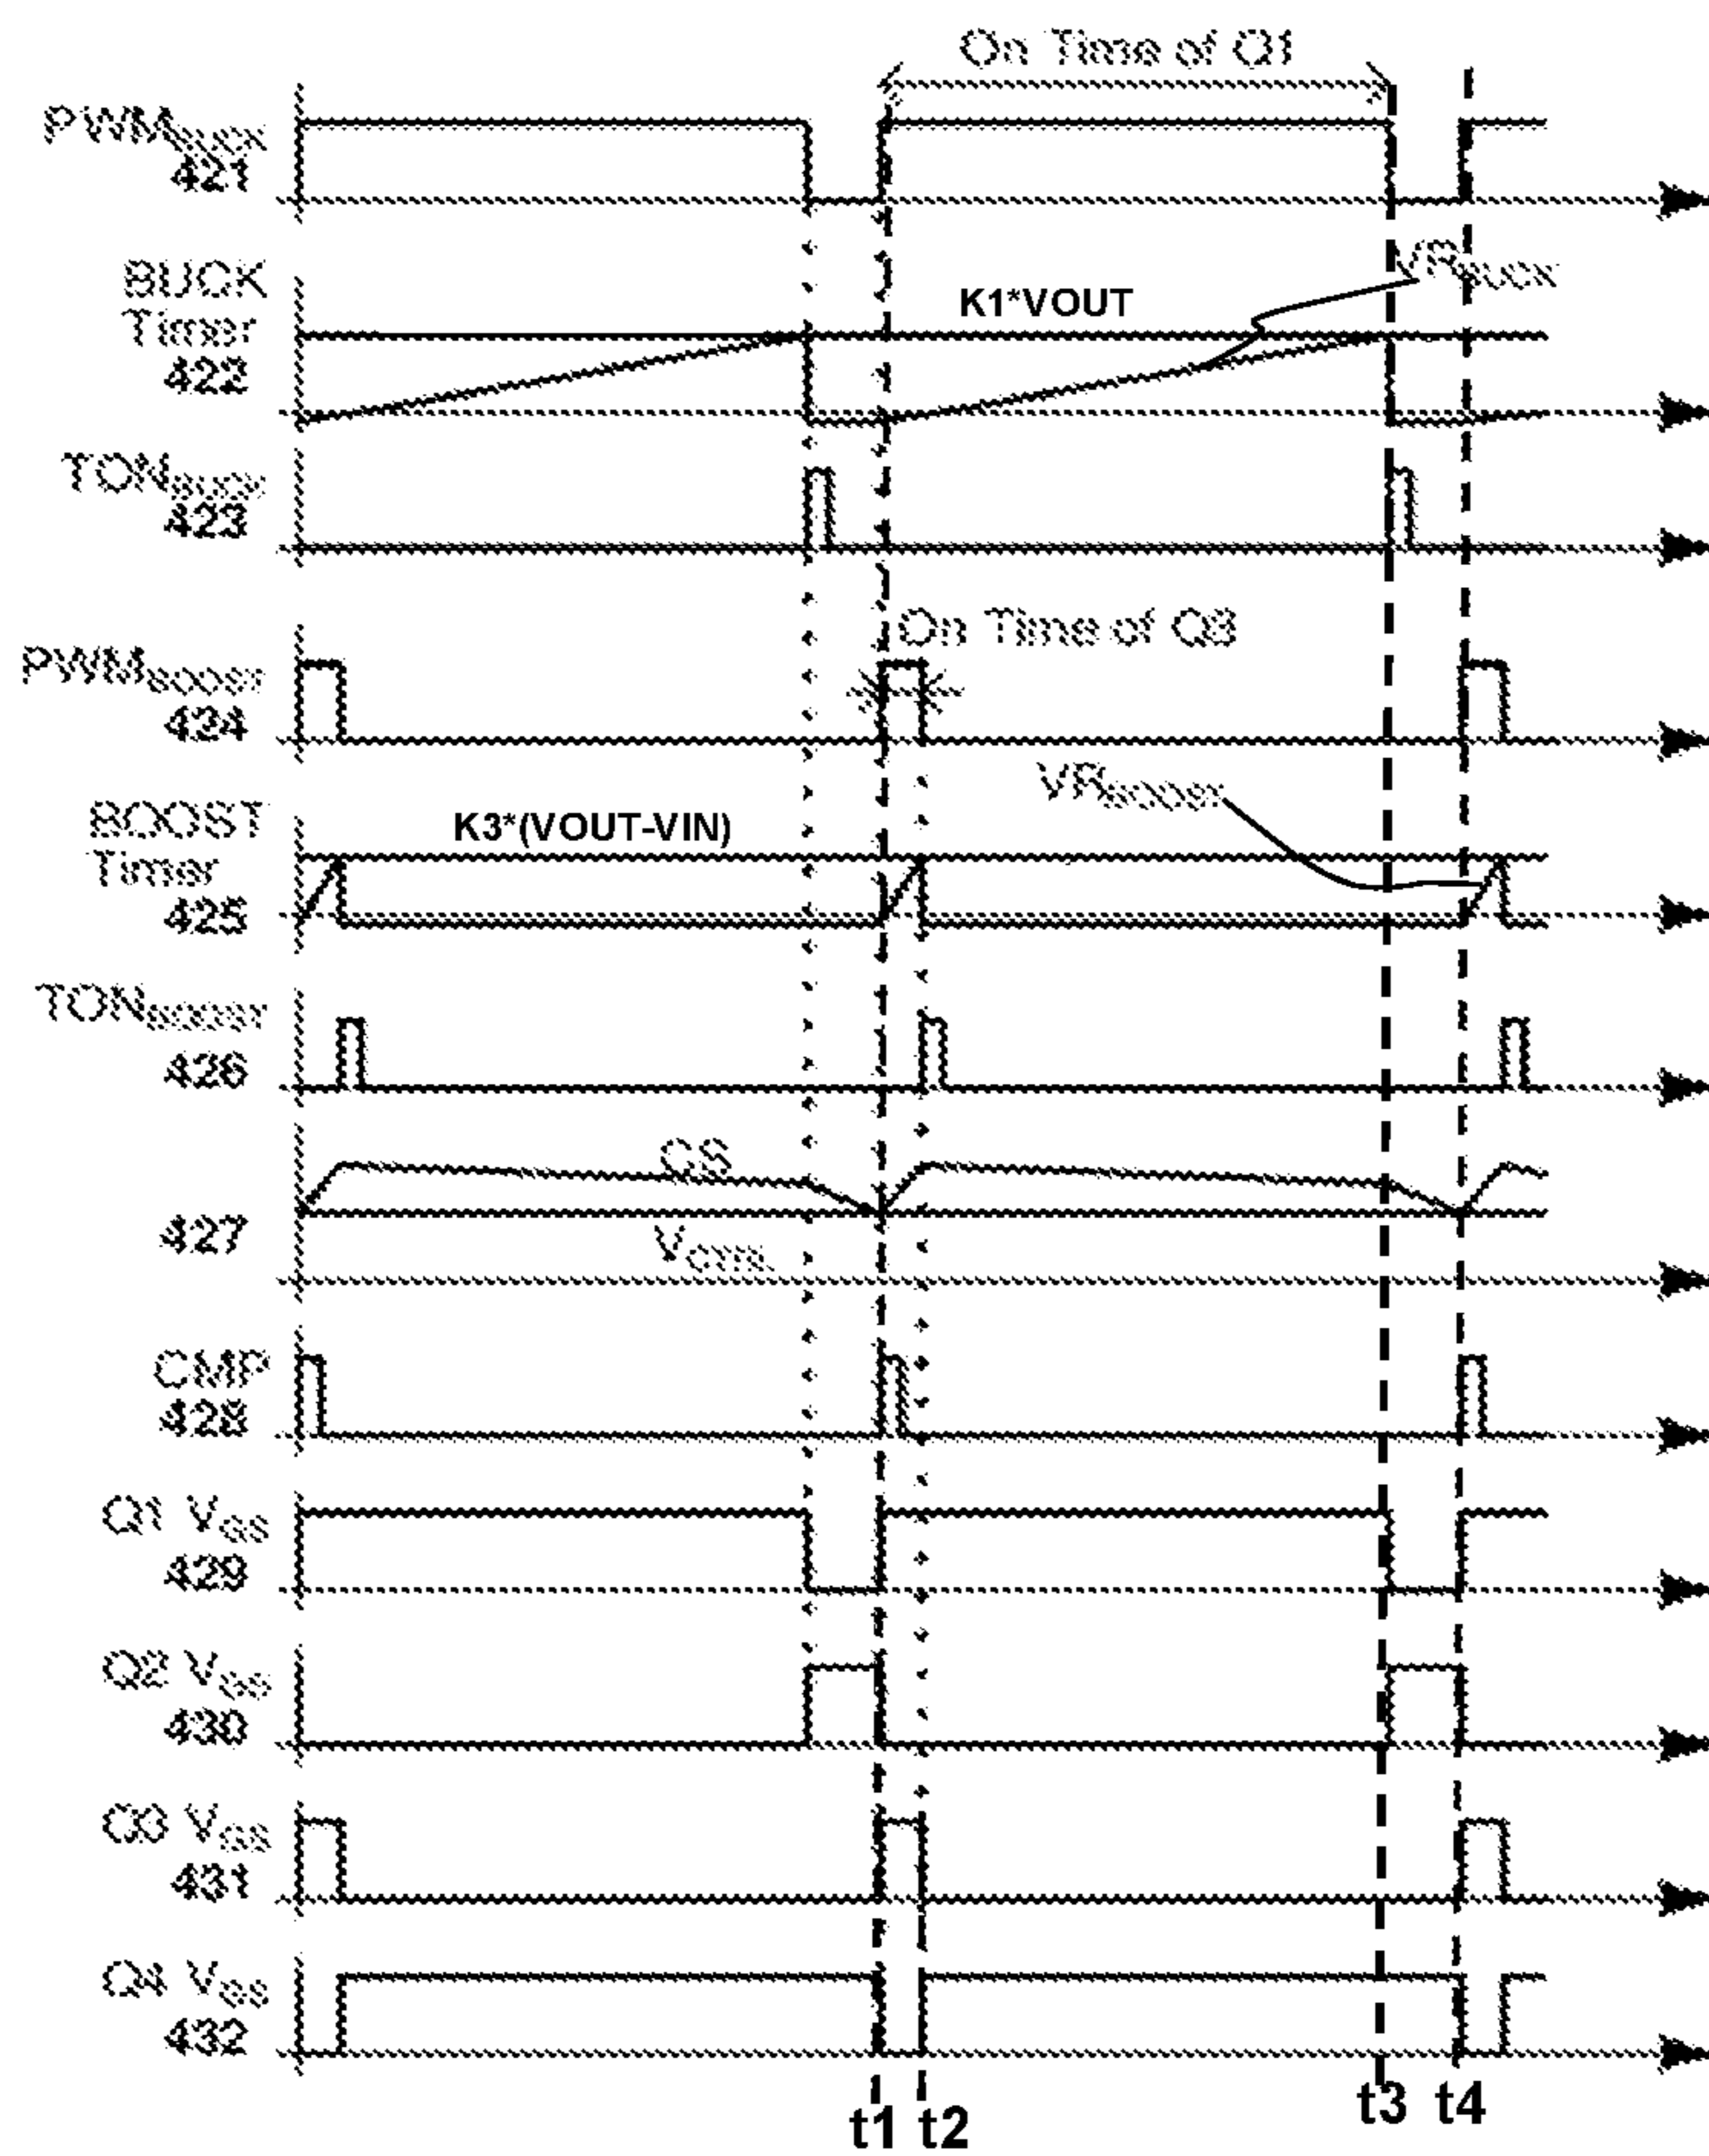 On Time of Q1
PWMBUCK
421
BUCK
Timer
422
K1*VOUT
VRBUCK
TONBUCK
423
On Time of Q3
PWMBOOST
434
VRBOOST
BOOST
Timer
425
K3*(VOUT-VIN)
TONBOOST
426
CS
427
VCTRL
CMP
428
Q1 VGS
429
Q2 VGS
430
Q3 VGS
431
Q4 VGS
432
t1 t2 t3 t4